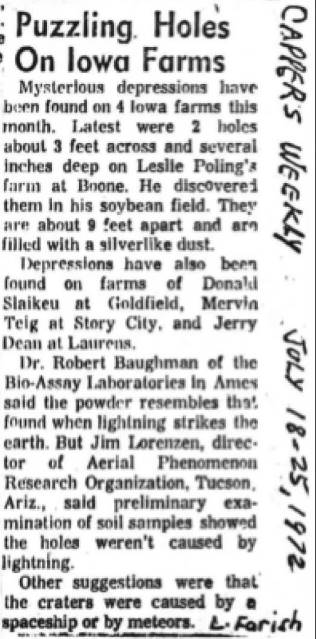 Puzzling Holes
On Iowa Farms
Mysterious depressions have
been found on 4 Iowa farms this
month. Latest were 2 holes
about 3 feet across and several
inches deep on Leslie Poling's
farm at Boone. He discovered
them in his soybean field. They
are about 9 feet apart and are
filled with a silverlike dust.
Depressions have also been
found on farms of Donald
Slaikeu at Goldfield, Mervin
Teig at Story City, and Jerry
Dean at Laurens.
Dr. Robert Baughman of the
Bio-Assay Laboratories in Ames
said the powder resembles that
found when lightning strikes the
earth. But Jim Lorenzen, direc-
tor of Aerial Phenomenon
Research Organization, Tucson,
Ariz., said preliminary exa-
mination of soil samples showed
the holes weren't caused by
lightning.
Other suggestions were that
the craters were caused by a
spaceship or by meteors. L. Farish
CAPPER'S WEEKLY JULY 18-25, 1972